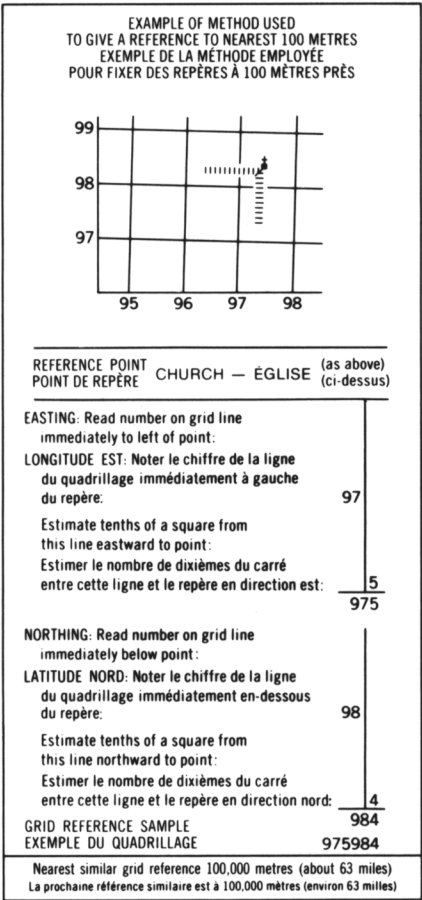 EXAMPLE OF METHOD USED
TO GIVE A REFERENCE TO NEAREST 100 METRES
EXEMPLE DE LA MÉTHODE EMPLOYÉE
POUR FIXER DES REPÈRES À 100 MÈTRES PRÈS
99
98
97
95 96 97 98
REFERENCE POINT
POINT DE REPÈRE
CHURCH — ÉGLISE
(as above)
(ci-dessus)
EASTING: Read number on grid line
immediately to left of point:
LONGITUDE EST: Noter le chiffre de la ligne
du quadrillage immédiatement à gauche
du repère: 97
Estimate tenths of a square from
this line eastward to point:
Estimer le nombre de dixièmes du carré
entre cette ligne et le repère en direction est: 5
975
NORTHING: Read number on grid line
immediately below point:
LATITUDE NORD: Noter le chiffre de la ligne
du quadrillage immédiatement en-dessous
du repère: 98
Estimate tenths of a square from
this line northward to point:
Estimer le nombre de dixièmes du carré
entre cette ligne et le repère en direction nord: 4
984
GRID REFERENCE SAMPLE
EXEMPLE DU QUADRILLAGE 975984
Nearest similar grid reference 100,000 metres (about 63 miles)
La prochaine référence similaire est à 100,000 mètres (environ 63 milles)